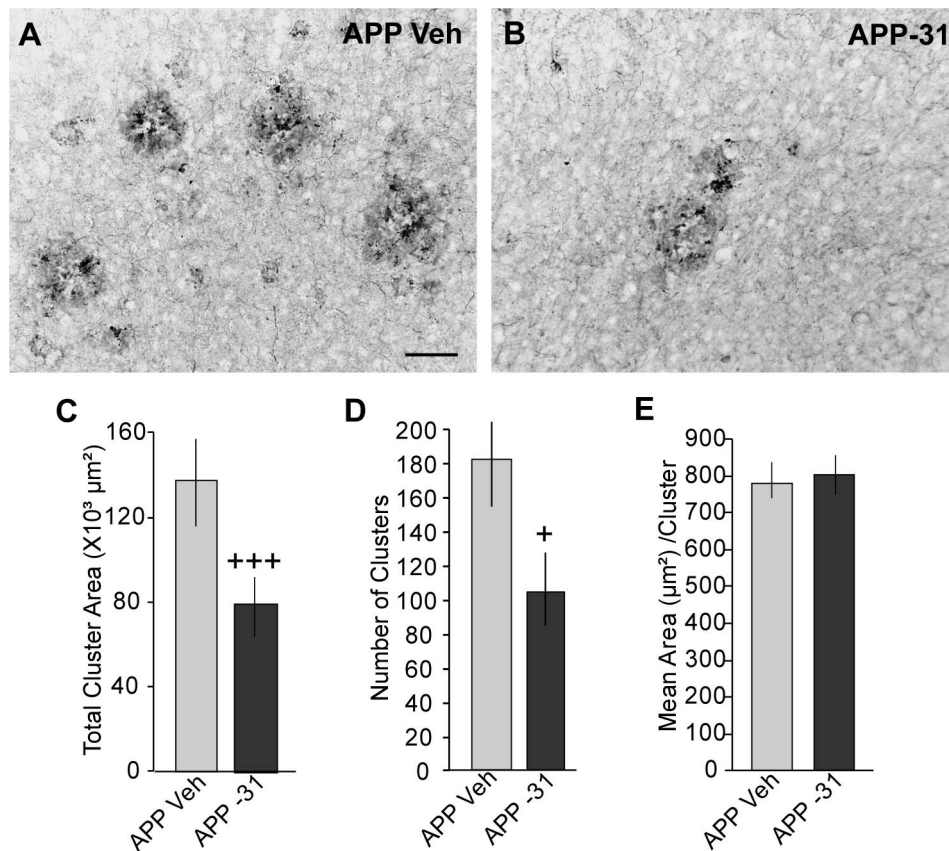 A APP Veh
B APP-31
C
Total Cluster Area (X10³ µm²)
160
120
80
40
0
+++
APP Veh
APP -31
D
Number of Clusters
200
180
160
140
120
100
80
60
40
20
0
+
APP Veh
APP -31
E
Mean Area (µm²) /Cluster
900
800
700
600
500
400
300
200
100
0
APP Veh
APP -31